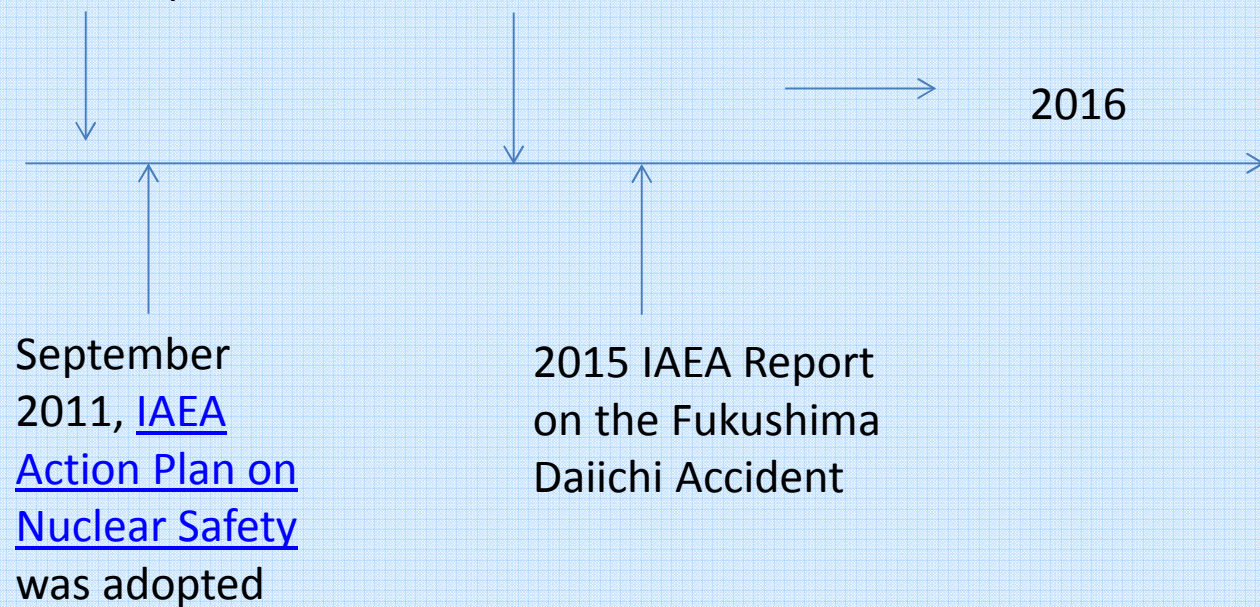 2016
September
2011, IAEA
Action Plan on
Nuclear Safety
was adopted
2015 IAEA Report
on the Fukushima
Daiichi Accident